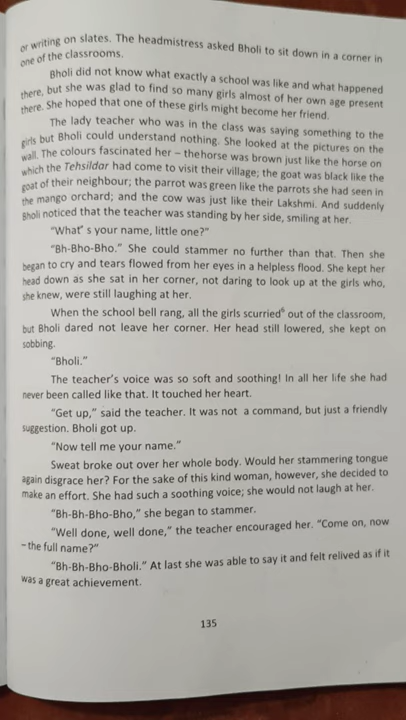 or writing on slates. The headmistress asked Bholi to sit down in a corner in
one of the classrooms.
Bholi did not know what exactly a school was like and what happened
there, but she was glad to find so many girls almost of her own age present
there. She hoped that one of these girls might become her friend.
The lady teacher who was in the class was saying something to the
girls but Bholi could understand nothing. She looked at the pictures on the
wall. The colours fascinated her – thehorse was brown just like the horse on
which the Tehsildar had come to visit their village; the goat was black like the
goat of their neighbour; the parrot was green like the parrots she had seen in
the mango orchard; and the cow was just like their Lakshmi. And suddenly
Bholi noticed that the teacher was standing by her side, smiling at her.
"What' s your name, little one?"
"Bh-Bho-Bho." She could stammer no further than that. Then she
began to cry and tears flowed from her eyes in a helpless flood. She kept her
head down as she sat in her corner, not daring to look up at the girls who,
she knew, were still laughing at her.
When the school bell rang, all the girls scurried⁶ out of the classroom,
but Bholi dared not leave her corner. Her head still lowered, she kept on
sobbing.
"Bholi."
The teacher's voice was so soft and soothing! In all her life she had
never been called like that. It touched her heart.
"Get up," said the teacher. It was not a command, but just a friendly
suggestion. Bholi got up.
"Now tell me your name."
Sweat broke out over her whole body. Would her stammering tongue
again disgrace her? For the sake of this kind woman, however, she decided to
make an effort. She had such a soothing voice; she would not laugh at her.
"Bh-Bh-Bho-Bho," she began to stammer.
"Well done, well done," the teacher encouraged her. "Come on, now
–the full name?"
"Bh-Bh-Bho-Bholi." At last she was able to say it and felt relived as if it
was a great achievement.
135